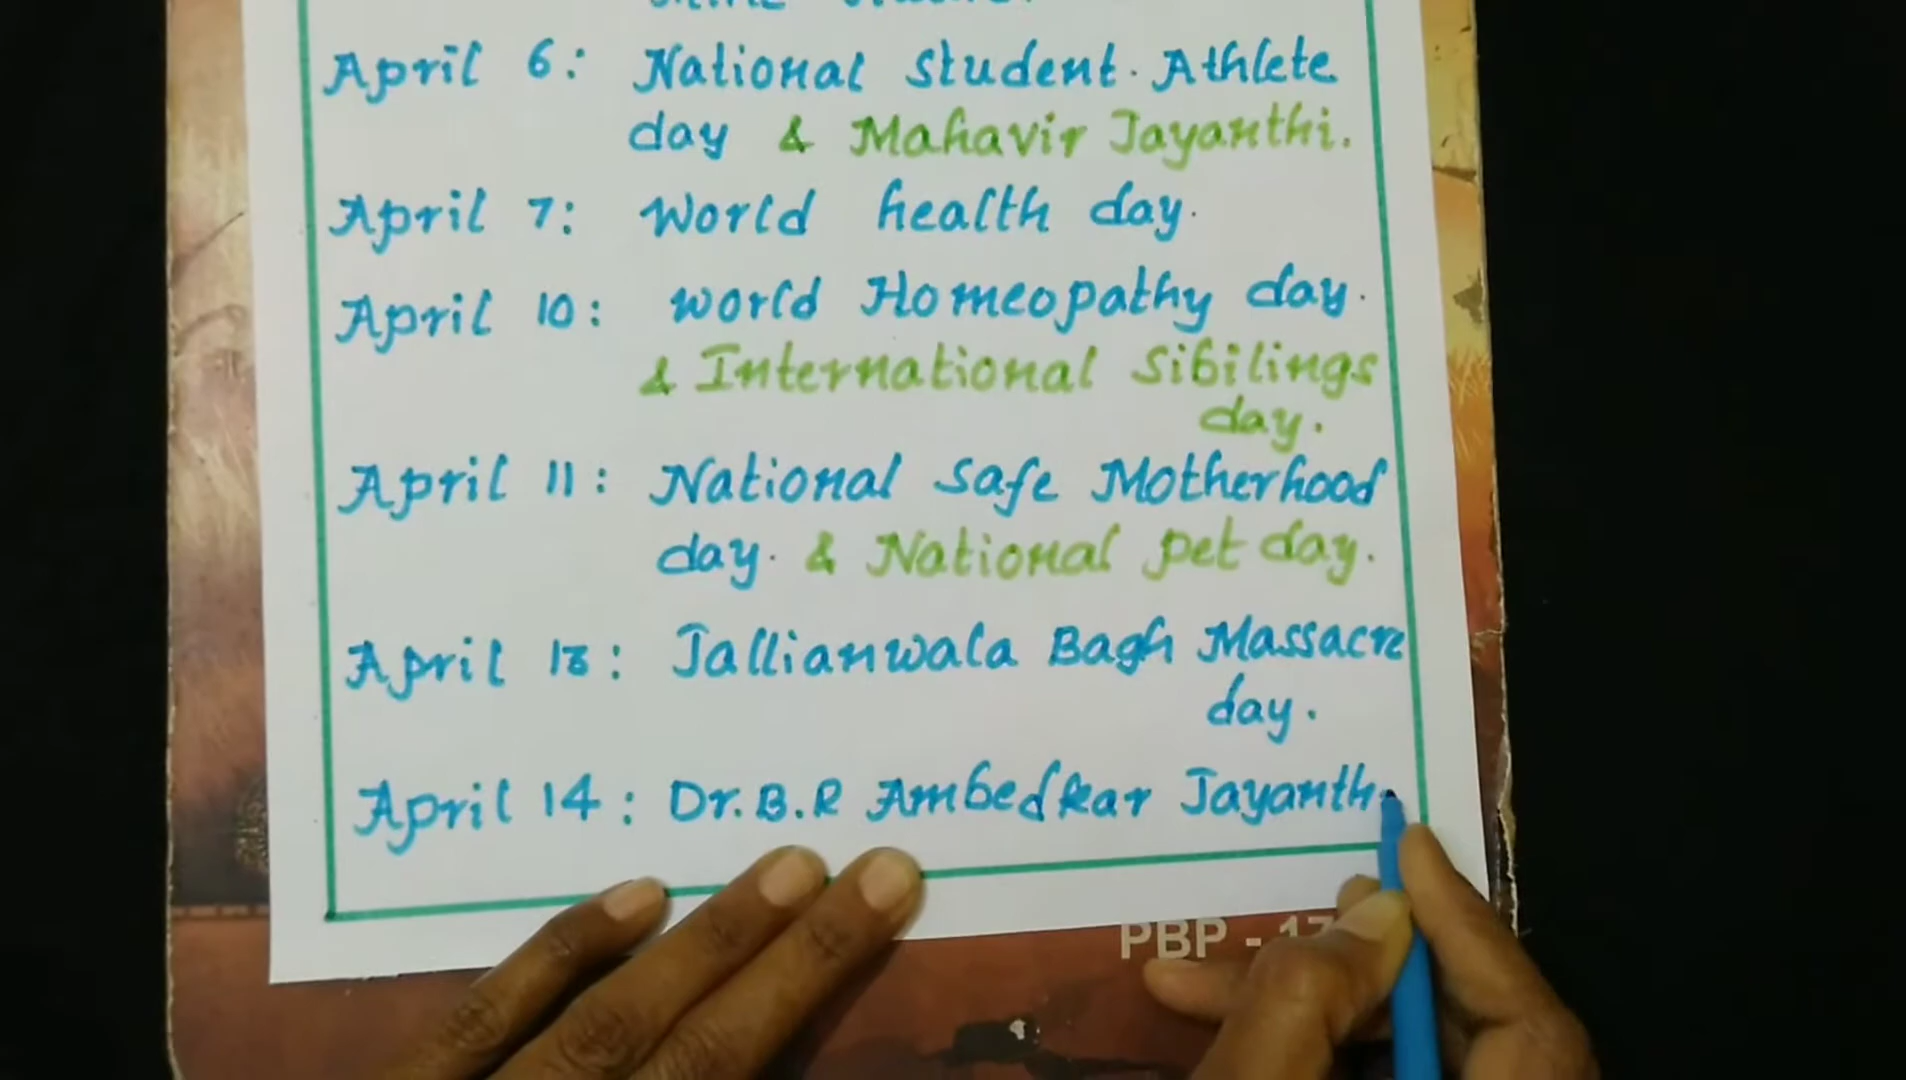 April 6: National Student Athlete
day & Mahavir Jayanthi.
April 7: World health day.
April 10: World Homeopathy day.
& International Sibilings
day.
April 11: National Safe Motherhood
day. & National pet day.
April 13: Jallianwala Bagh Massacre
day.
April 14: Dr.B.R Ambedkar Jayanth
PBP - 17